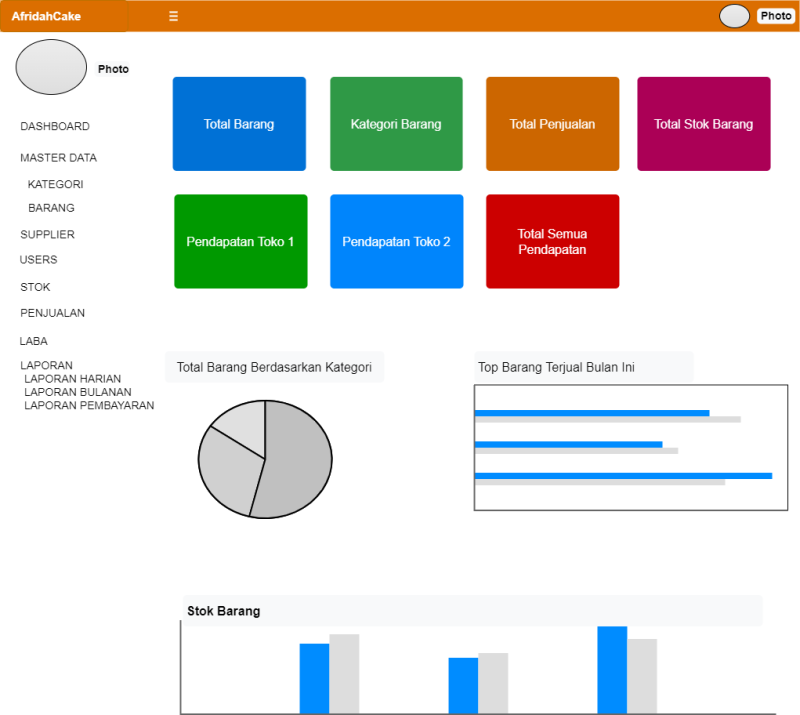 AfridahCake
Photo
Photo
DASHBOARD
MASTER DATA
KATEGORI
BARANG
SUPPLIER
USERS
STOK
PENJUALAN
LABA
LAPORAN
LAPORAN HARIAN
LAPORAN BULANAN
LAPORAN PEMBAYARAN
Total Barang
Kategori Barang
Total Penjualan
Total Stok Barang
Pendapatan Toko 1
Pendapatan Toko 2
Total Semua
Pendapatan
Total Barang Berdasarkan Kategori
Top Barang Terjual Bulan Ini
Stok Barang